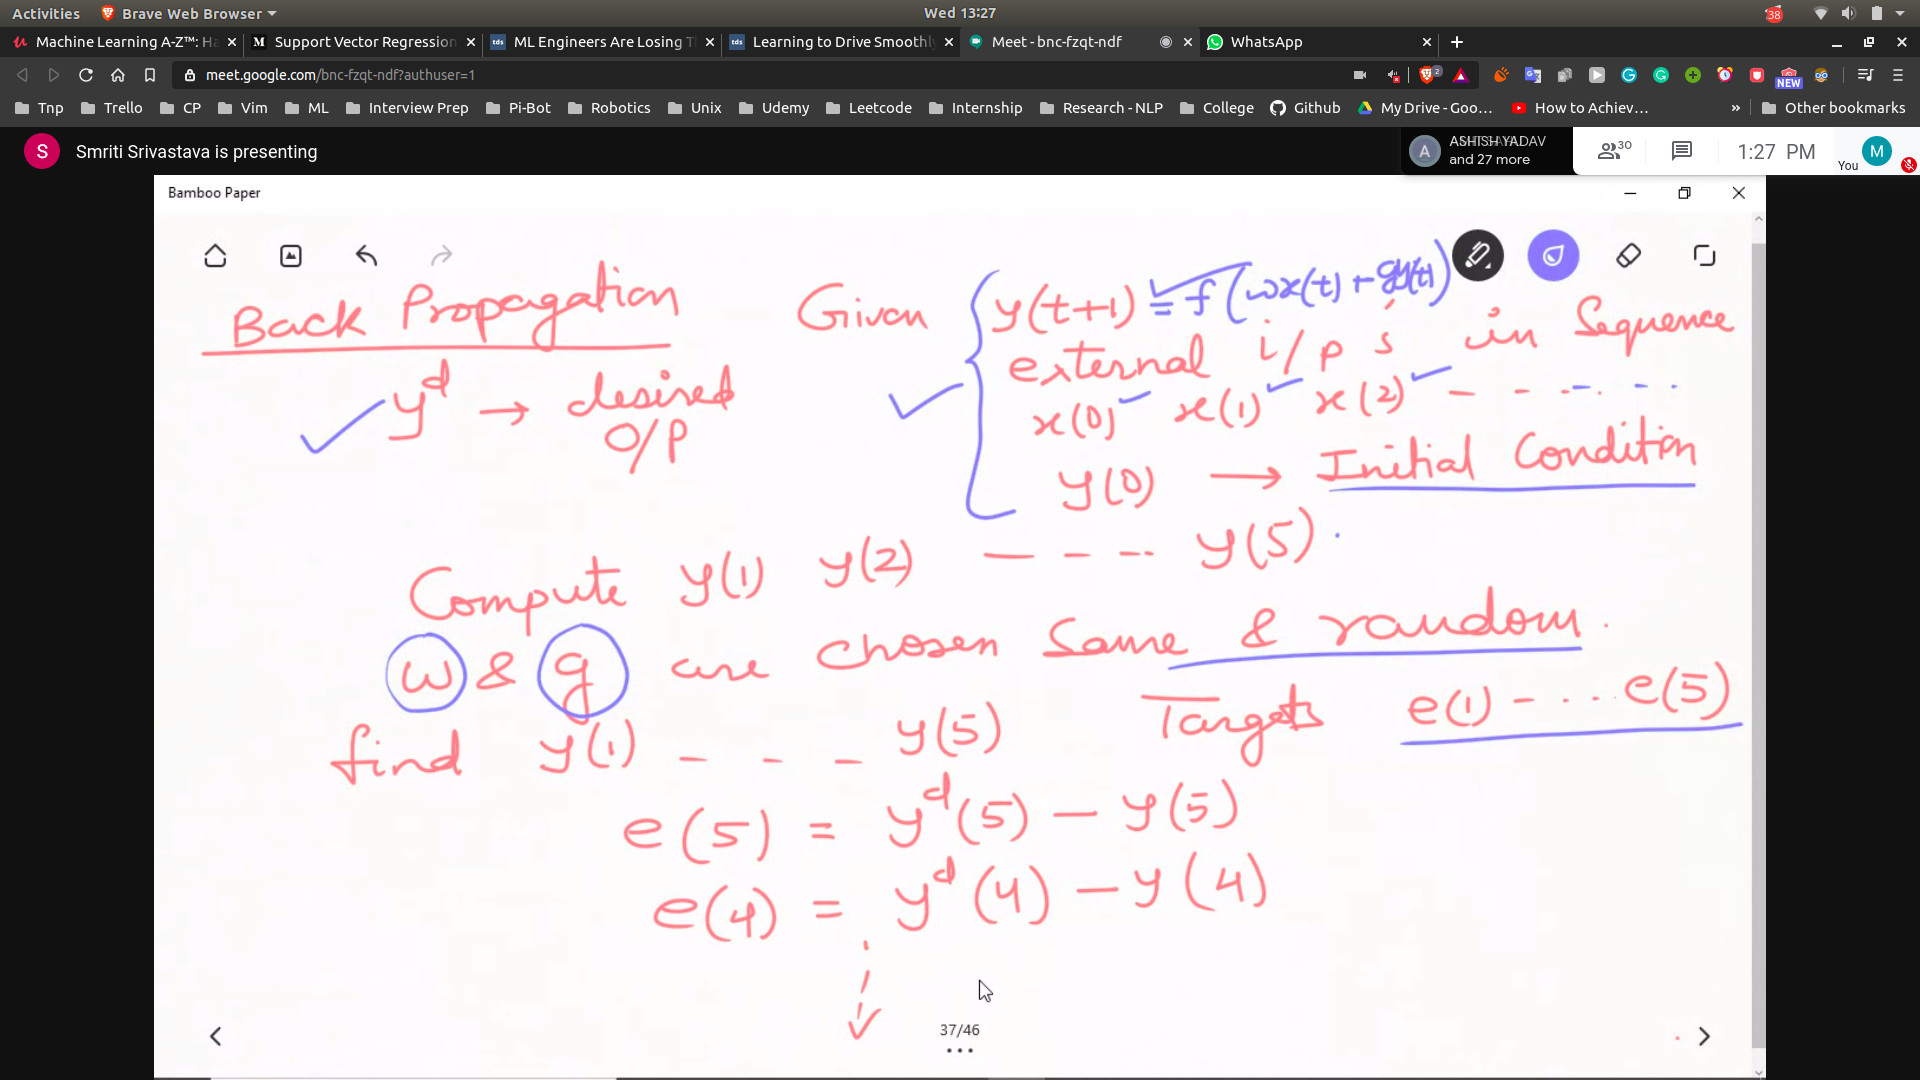 Activities Brave Web Browser Wed 13:27 38
Machine Learning A-Z™: Ha Support Vector Regression ML Engineers Are Losing T Learning to Drive Smoothly Meet - bnc-fzqt-ndf WhatsApp
meet.google.com/bnc-fzqt-ndf?authuser=1 2 NEW
Tnp Trello CP Vim ML Interview Prep Pi-Bot Robotics Unix Udemy Leetcode Internship Research - NLP College Github My Drive - Goo… How to Achiev… » Other bookmarks
S Smriti Srivastava is presenting A ASHISH YADAV and 27 more 30 1:27 PM You M
Bamboo Paper
Back Propagation
y^d → desired
O/P
Given y(t+1) = f(wx(t) + gy(t))
external i/p s in Sequence
x(0) x(1) x(2) - - - - - -
y(0) → Initial Condition
Compute y(1) y(2) - - - y(5).
w & g are chosen Same & random.
find y(1) - - - y(5) Targets e(1) - ... e(5)
e(5) = y^d(5) - y(5)
e(4) = y^d(4) - y(4)
37/46